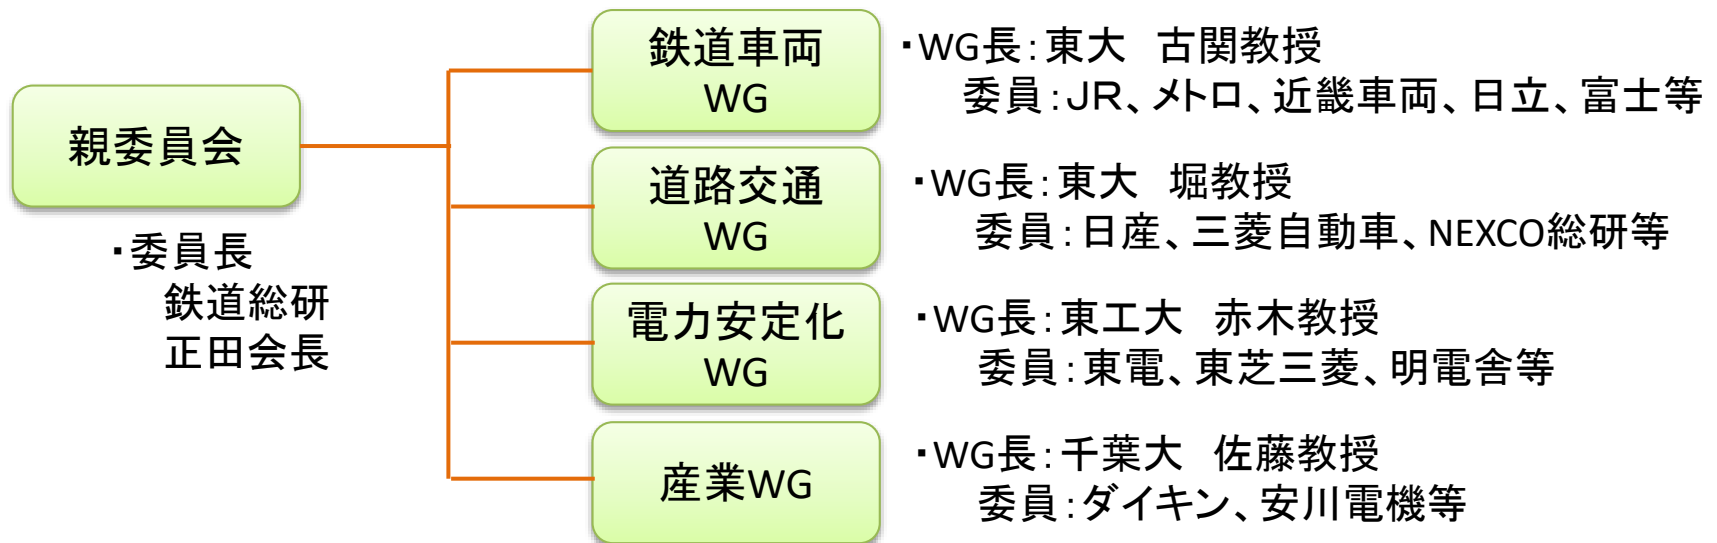 親委員会
・委員長
鉄道総研
正田会長
鉄道車両
WG
・WG長：東大　古関教授
委員：ＪＲ、メトロ、近畿車両、日立、富士等
道路交通
WG
・WG長：東大　堀教授
委員：日産、三菱自動車、NEXCO総研等
電力安定化
WG
・WG長：東工大　赤木教授
委員：東電、東芝三菱、明電舎等
産業WG
・WG長：千葉大　佐藤教授
委員：ダイキン、安川電機等